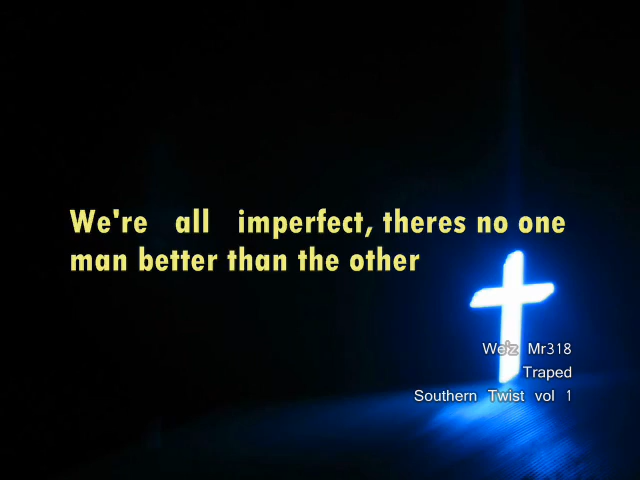 We're all imperfect, theres no one
man better than the other
We'z Mr318
Traped
Southern Twist vol 1